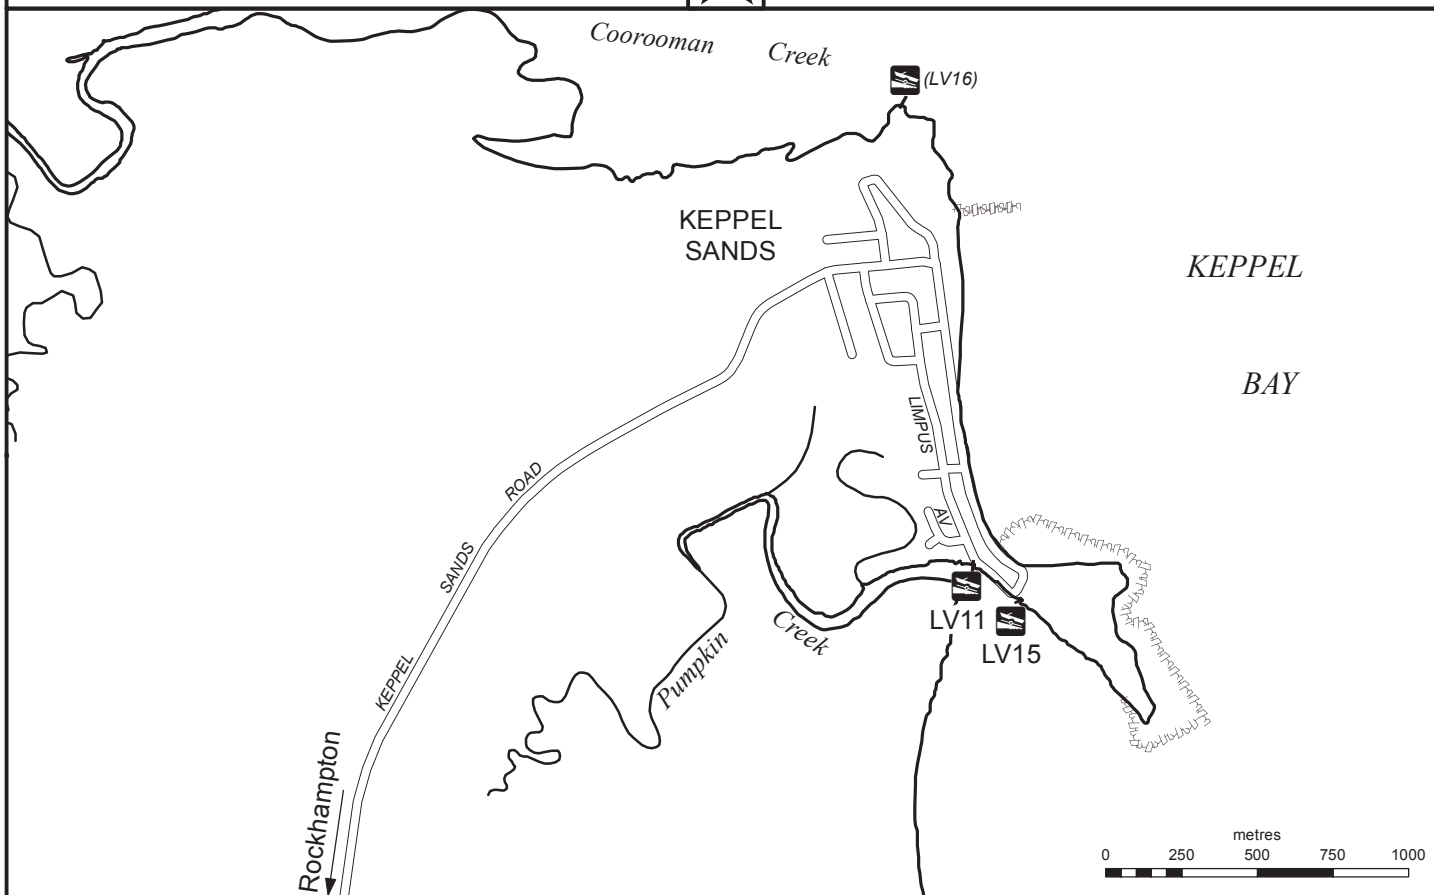 Coorooman Creek
(LV16)
KEPPEL
SANDS
KEPPEL
BAY
LIMPUS
AV
KEPPEL SANDS ROAD
LV11
LV15
Pumpkin Creek
Rockhampton
metres
0 250 500 750 1000